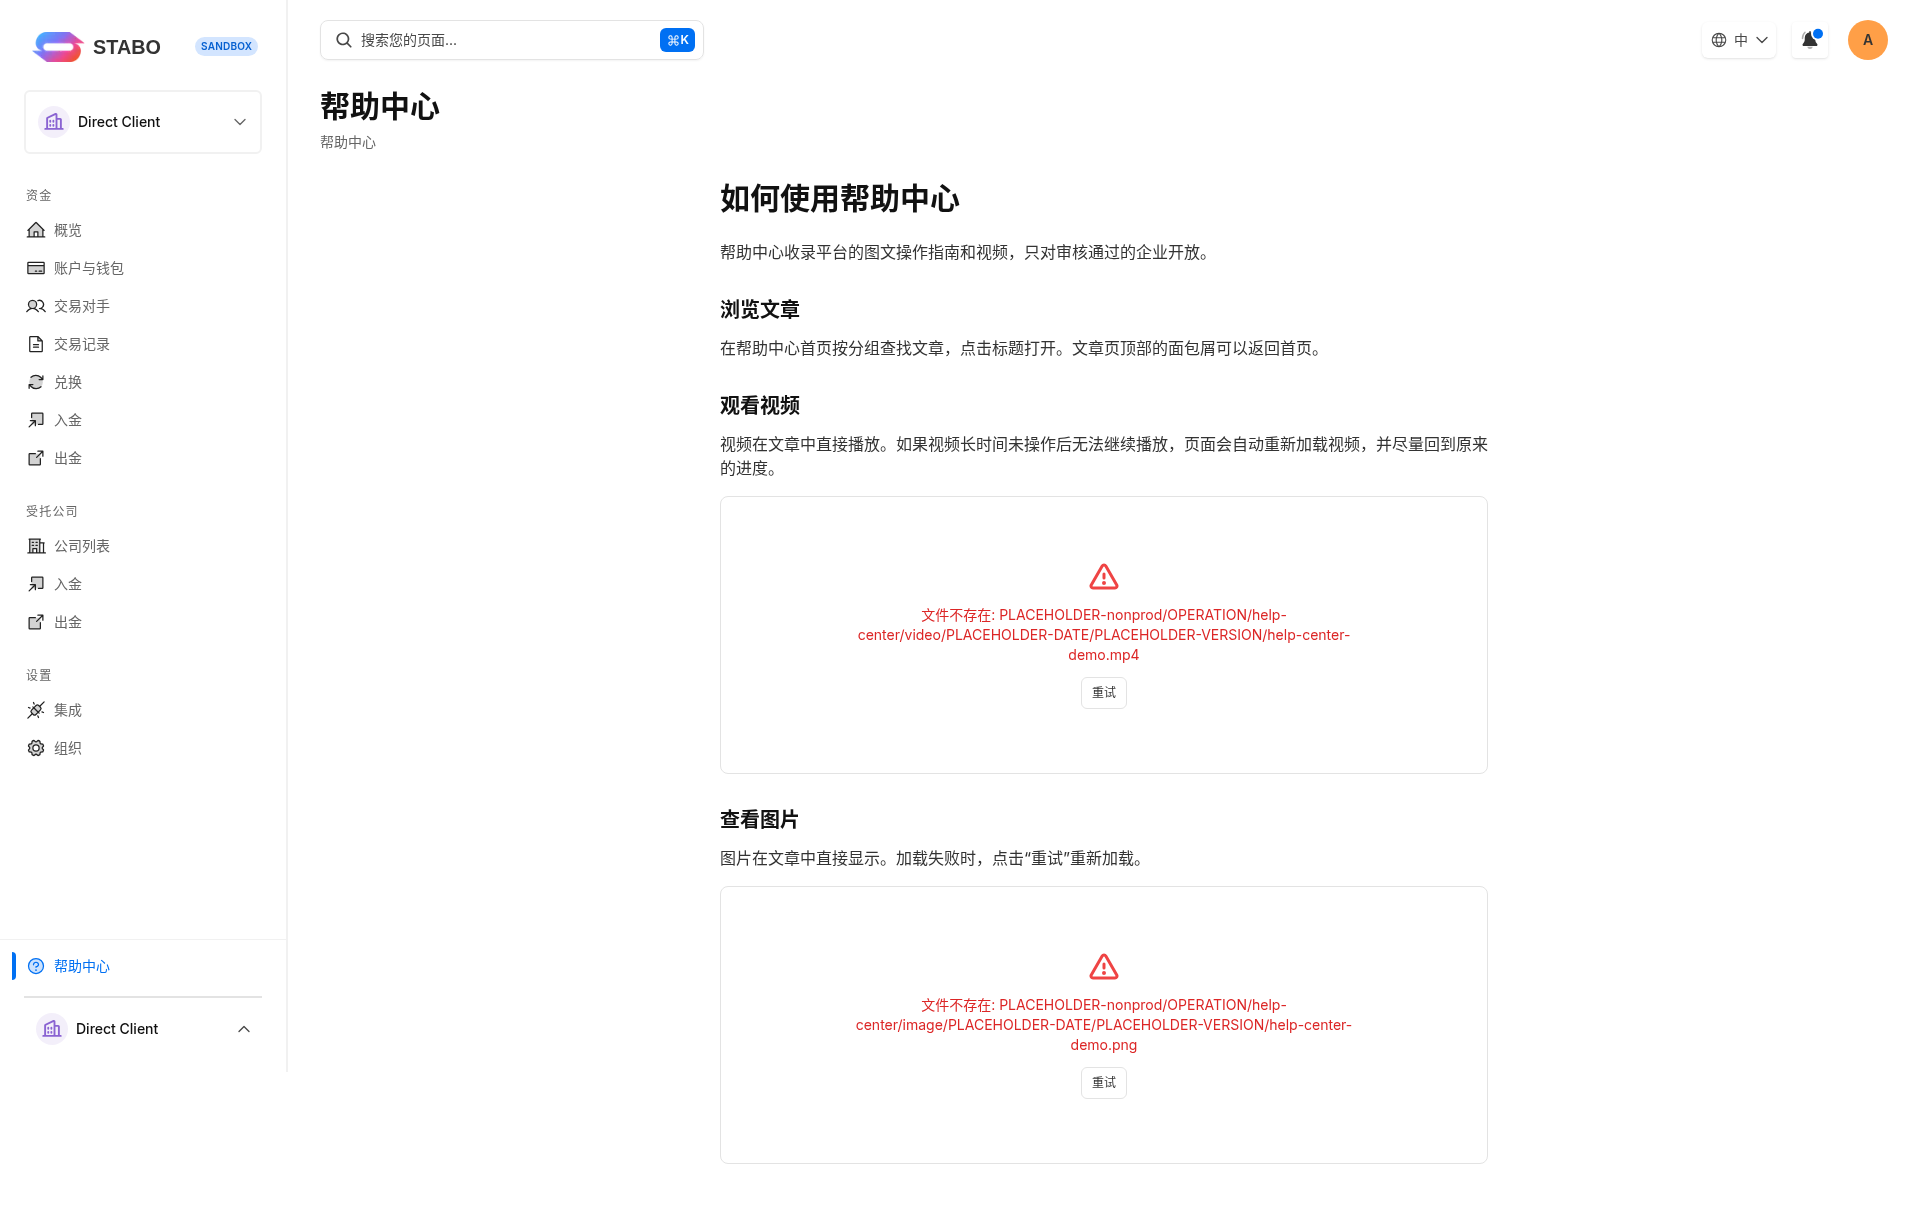 STABO
SANDBOX
Direct Client
资金
概览
账户与钱包
交易对手
交易记录
兑换
入金
出金
受托公司
公司列表
入金
出金
设置
集成
组织
帮助中心
Direct Client
搜索您的页面...
⌘K
中
A
帮助中心
帮助中心
如何使用帮助中心
帮助中心收录平台的图文操作指南和视频，只对审核通过的企业开放。
浏览文章
在帮助中心首页按分组查找文章，点击标题打开。文章页顶部的面包屑可以返回首页。
观看视频
视频在文章中直接播放。如果视频长时间未操作后无法继续播放，页面会自动重新加载视频，并尽量回到原来
的进度。
文件不存在: PLACEHOLDER-nonprod/OPERATION/help-
center/video/PLACEHOLDER-DATE/PLACEHOLDER-VERSION/help-center-
demo.mp4
重试
查看图片
图片在文章中直接显示。加载失败时，点击“重试”重新加载。
文件不存在: PLACEHOLDER-nonprod/OPERATION/help-
center/image/PLACEHOLDER-DATE/PLACEHOLDER-VERSION/help-center-
demo.png
重试